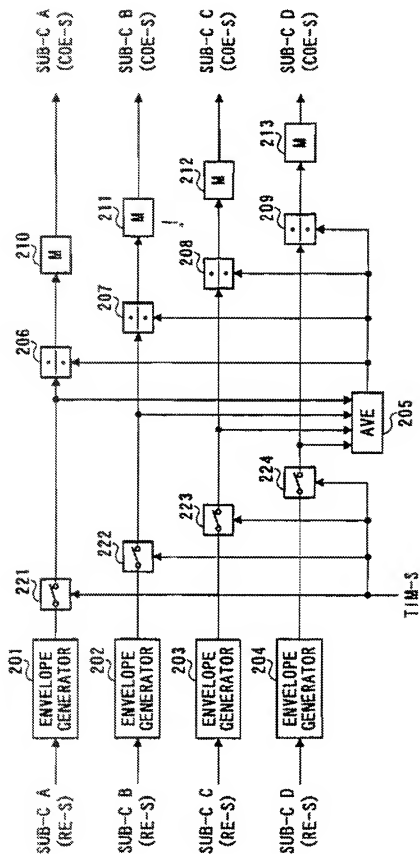 SUB-C A
(RE-S)
201
ENVELOPE
GENERATOR
221
206
210
M
SUB-C A
(COE-S)
SUB-C B
(RE-S)
202
ENVELOPE
GENERATOR
222
207
211
M
SUB-C B
(COE-S)
SUB-C C
(RE-S)
203
ENVELOPE
GENERATOR
223
208
212
M
SUB-C C
(COE-S)
SUB-C D
(RE-S)
204
ENVELOPE
GENERATOR
224
209
213
M
SUB-C D
(COE-S)
AVE
205
TIM-S